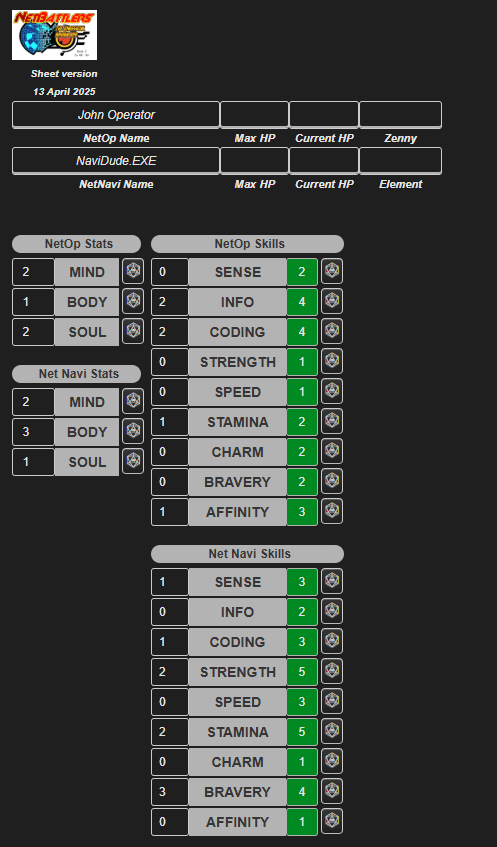 NETBATTLERS
Sheet version
13 April 2025
John Operator
NetOp Name Max HP Current HP Zenny
NaviDude.EXE
NetNavi Name Max HP Current HP Element
NetOp Stats
2 MIND
1 BODY
2 SOUL
Net Navi Stats
2 MIND
3 BODY
1 SOUL
NetOp Skills
0 SENSE 2
2 INFO 4
2 CODING 4
0 STRENGTH 1
0 SPEED 1
1 STAMINA 2
0 CHARM 2
0 BRAVERY 2
1 AFFINITY 3
Net Navi Skills
1 SENSE 3
0 INFO 2
1 CODING 3
2 STRENGTH 5
0 SPEED 3
2 STAMINA 5
0 CHARM 1
3 BRAVERY 4
0 AFFINITY 1